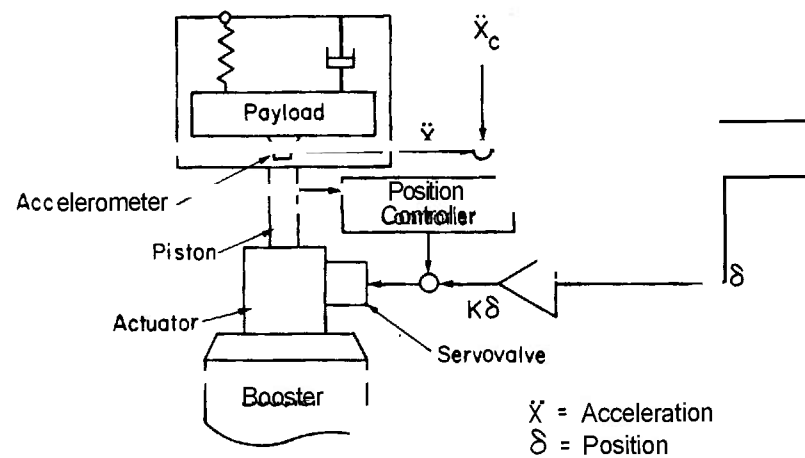 Ẍc
Payload
Ẍ
Accelerometer
Position
Controller
Piston
δ
Kδ
Actuator
Servovalve
Booster
Ẍ = Acceleration
δ = Position